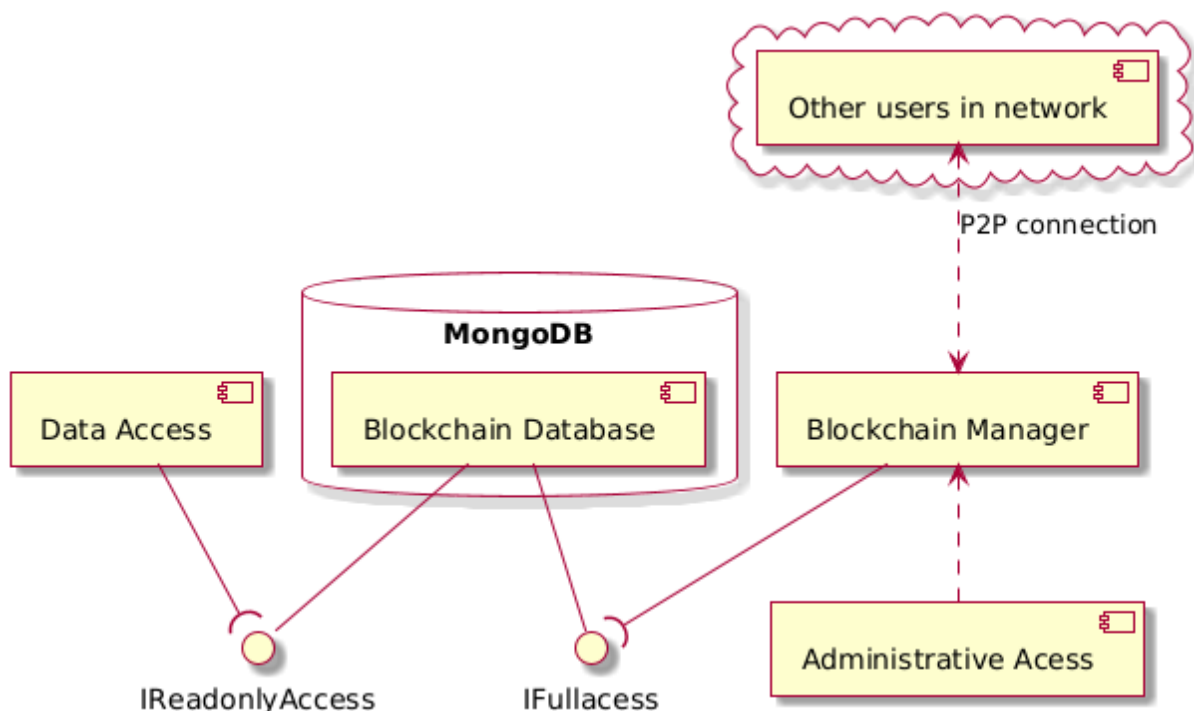 Other users in network
P2P connection
MongoDB
Data Access
Blockchain Database
Blockchain Manager
Administrative Acess
IReadonlyAccess
IFullacess